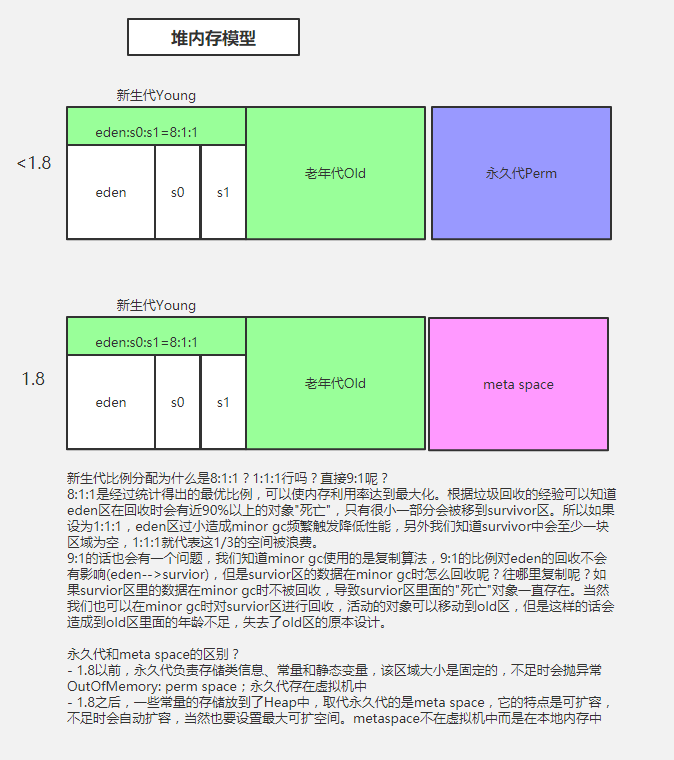 堆内存模型
新生代Young
eden:s0:s1=8:1:1
<1.8
eden
s0
s1
老年代Old
永久代Perm
新生代Young
eden:s0:s1=8:1:1
1.8
eden
s0
s1
老年代Old
meta space
新生代比例分配为什么是8:1:1？1:1:1行吗？直接9:1呢？
8:1:1是经过统计得出的最优比例，可以使内存利用率达到最大化。根据垃圾回收的经验可以知道
eden区在回收时会有近90%以上的对象"死亡"，只有很小一部分会被移到survivor区。所以如果
设为1:1:1，eden区过小造成minor gc频繁触发降低性能，另外我们知道survivor中会至少一块
区域为空，1:1:1就代表这1/3的空间被浪费。
9:1的话也会有一个问题，我们知道minor gc使用的是复制算法，9:1的比例对eden的回收不会
有影响(eden-->survior)，但是survior区的数据在minor gc时怎么回收呢？往哪里复制呢？如
果survior区里的数据在minor gc时不被回收，导致survior区里面的"死亡"对象一直存在。当然
我们也可以在minor gc时对survior区进行回收，活动的对象可以移动到old区，但是这样的话会
造成到old区里面的年龄不足，失去了old区的原本设计。
永久代和meta space的区别？
- 1.8以前，永久代负责存储类信息、常量和静态变量，该区域大小是固定的，不足时会抛异常
OutOfMemory: perm space；永久代存在虚拟机中
- 1.8之后，一些常量的存储放到了Heap中，取代永久代的是meta space，它的特点是可扩容，
不足时会自动扩容，当然也要设置最大可扩空间。metaspace不在虚拟机中而是在本地内存中